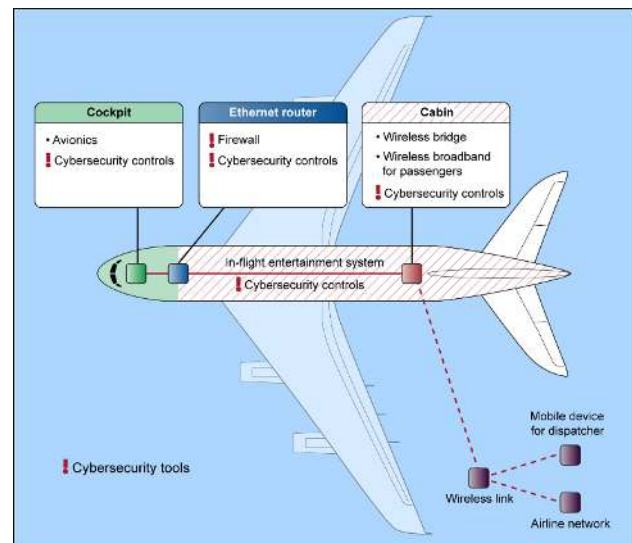 Cockpit
• Avionics
! Cybersecurity controls
Ethernet router
! Firewall
! Cybersecurity controls
Cabin
• Wireless bridge
• Wireless broadband
for passengers
! Cybersecurity controls
In-flight entertainment system
! Cybersecurity controls
Mobile device
for dispatcher
! Cybersecurity tools
Wireless link
Airline network